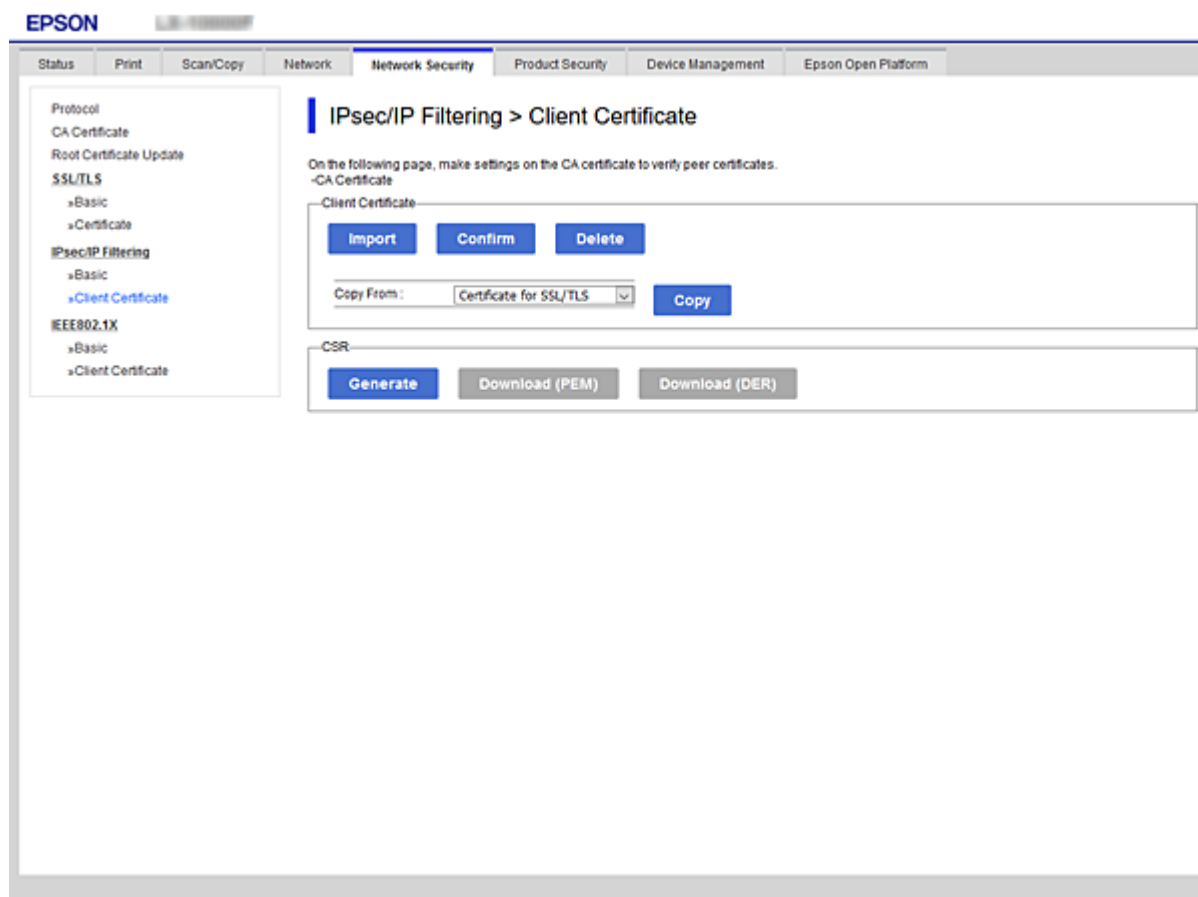 EPSON
Status Print Scan/Copy Network Network Security Product Security Device Management Epson Open Platform
Protocol
CA Certificate
Root Certificate Update
SSL/TLS
»Basic
»Certificate
IPsec/IP Filtering
»Basic
»Client Certificate
IEEE802.1X
»Basic
»Client Certificate
IPsec/IP Filtering > Client Certificate
On the following page, make settings on the CA certificate to verify peer certificates.
-CA Certificate
Client Certificate
Import Confirm Delete
Copy From : Certificate for SSL/TLS Copy
CSR
Generate Download (PEM) Download (DER)